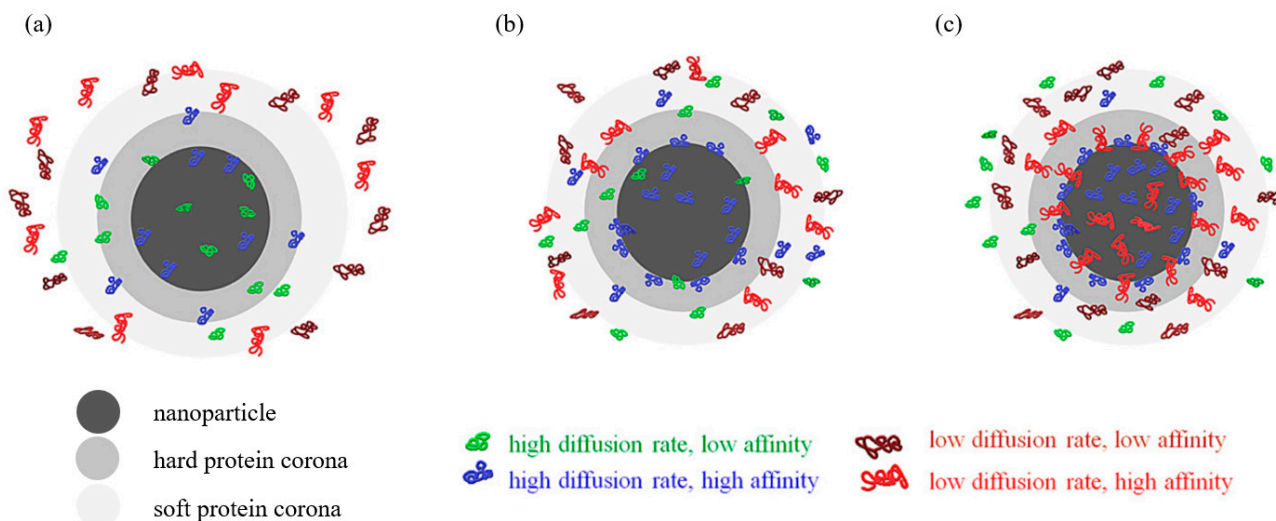 (a)
(b)
(c)
nanoparticle
hard protein corona
soft protein corona
high diffusion rate, low affinity
high diffusion rate, high affinity
low diffusion rate, low affinity
low diffusion rate, high affinity